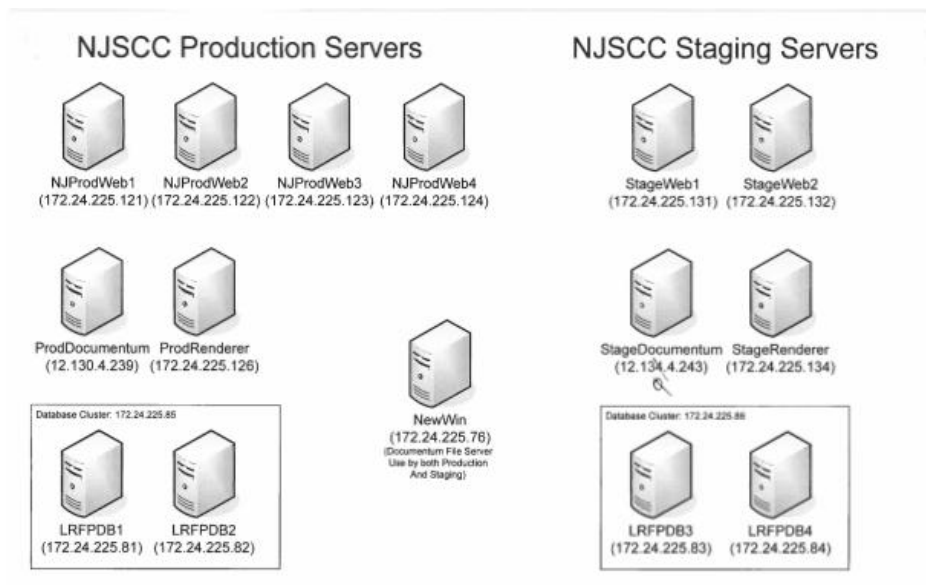 NJSCC Production Servers
NJSCC Staging Servers
NJProdWeb1 NJProdWeb2 NJProdWeb3 NJProdWeb4
(172.24.225.121) (172.24.225.122) (172.24.225.123) (172.24.225.124)
StageWeb1 StageWeb2
(172.24.225.131) (172.24.225.132)
ProdDocumentum ProdRenderer
(12.130.4.239) (172.24.225.126)
StageDocumentum StageRenderer
(12.134.4.243) (172.24.225.134)
NewWin
(172.24.225.76)
(Documentum File Server
Use by both Production
And Staging)
Database Cluster: 172.24.225.85
LRFPDB1 LRFPDB2
(172.24.225.81) (172.24.225.82)
Database Cluster: 172.24.225.86
LRFPDB3 LRFPDB4
(172.24.225.83) (172.24.225.84)